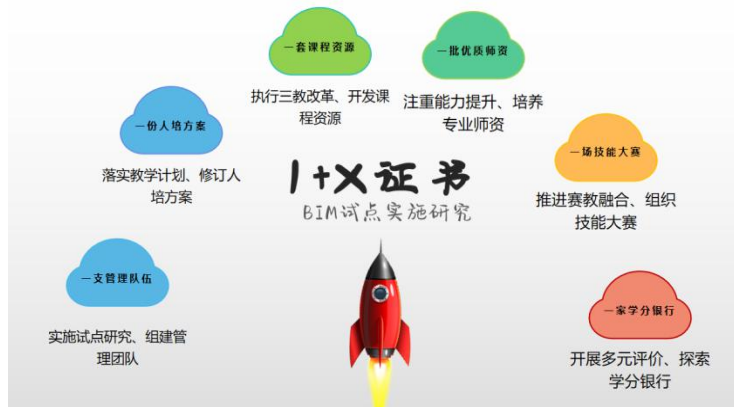 一套课程资源
执行三教改革、开发课
程资源
一批优质师资
注重能力提升、培养
专业师资
一份人培方案
落实教学计划、修订人
培方案
一场技能大赛
推进赛教融合、组织
技能大赛
1+X证书
BIM试点实施研究
一支管理队伍
实施试点研究、组建管
理团队
一家学分银行
开展多元评价、探索
学分银行